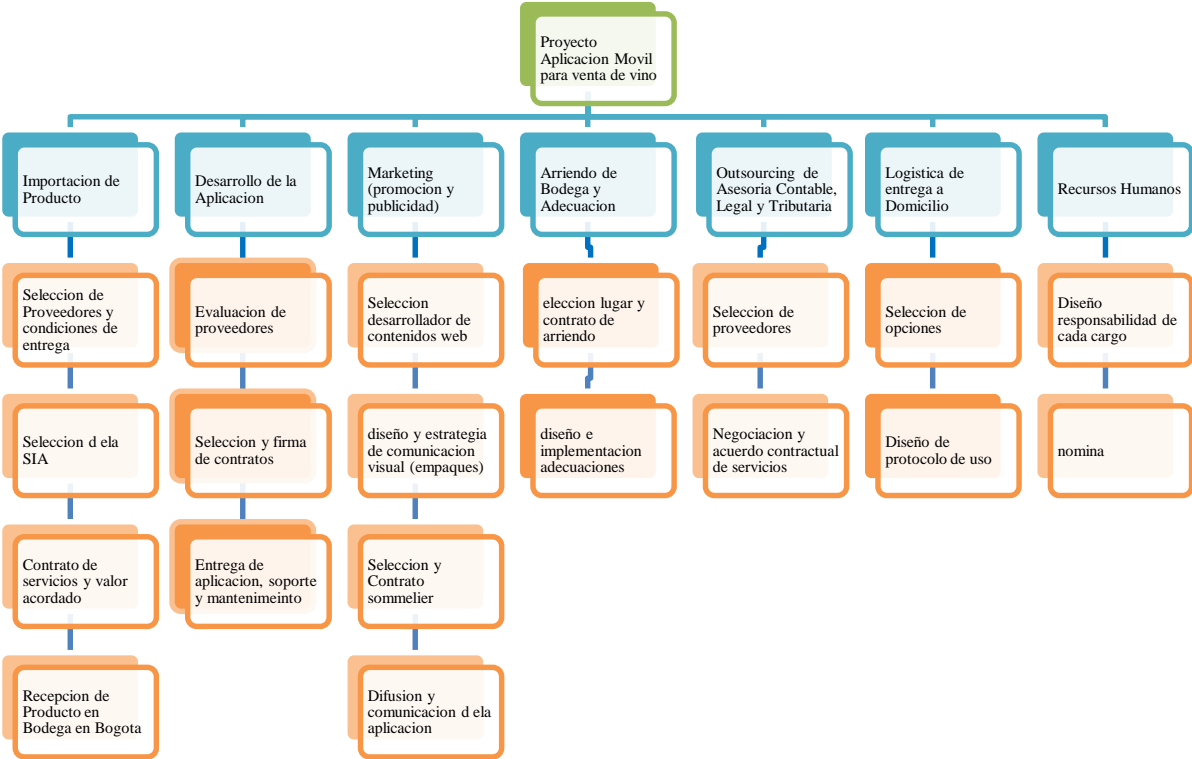 Proyecto
Aplicacion Movil
para venta de vino
Importacion de
Producto
Desarrollo de la
Aplicacion
Marketing
(promocion y
publicidad)
Arriendo de
Bodega y
Adecuacion
Outsourcing de
Asesoria Contable,
Legal y Tributaria
Logistica de
entrega a
Domicilio
Recursos Humanos
Seleccion de
Proveedores y
condiciones de
entrega
Evaluacion de
proveedores
Seleccion
desarrollador de
contenidos web
eleccion lugar y
contrato de
arriendo
Seleccion de
proveedores
Seleccion de
opciones
Diseño
responsabilidad de
cada cargo
Seleccion d ela
SIA
Seleccion y firma
de contratos
diseño y estrategia
de comunicacion
visual (empaques)
diseño e
implementacion
adecuaciones
Negociacion y
acuerdo contractual
de servicios
Diseño de
protocolo de uso
nomina
Contrato de
servicios y valor
acordado
Entrega de
aplicacion, soporte
y mantenimeinto
Seleccion y
Contrato
sommelier
Recepcion de
Producto en
Bodega en Bogota
Difusion y
comunicacion d ela
aplicacion